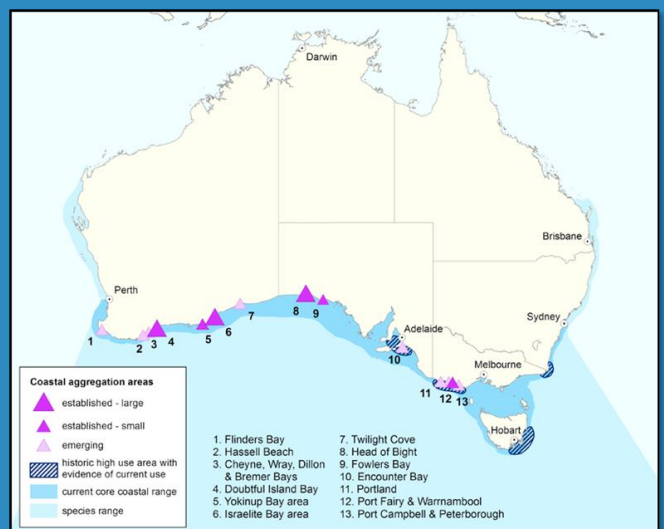 Darwin
Brisbane
Perth
Sydney
Adelaide
Melbourne
Hobart
1
2
3
4
5
6
7
8
9
10
11
12
13
Coastal aggregation areas
established - large
established - small
emerging
historic high use area with
evidence of current use
current core coastal range
species range
1. Flinders Bay
2. Hassell Beach
3. Cheyne, Wray, Dillon
& Bremer Bays
4. Doubtful Island Bay
5. Yokinup Bay area
6. Israelite Bay area
7. Twilight Cove
8. Head of Bight
9. Fowlers Bay
10. Encounter Bay
11. Portland
12. Port Fairy & Warrnambool
13. Port Campbell & Peterborough